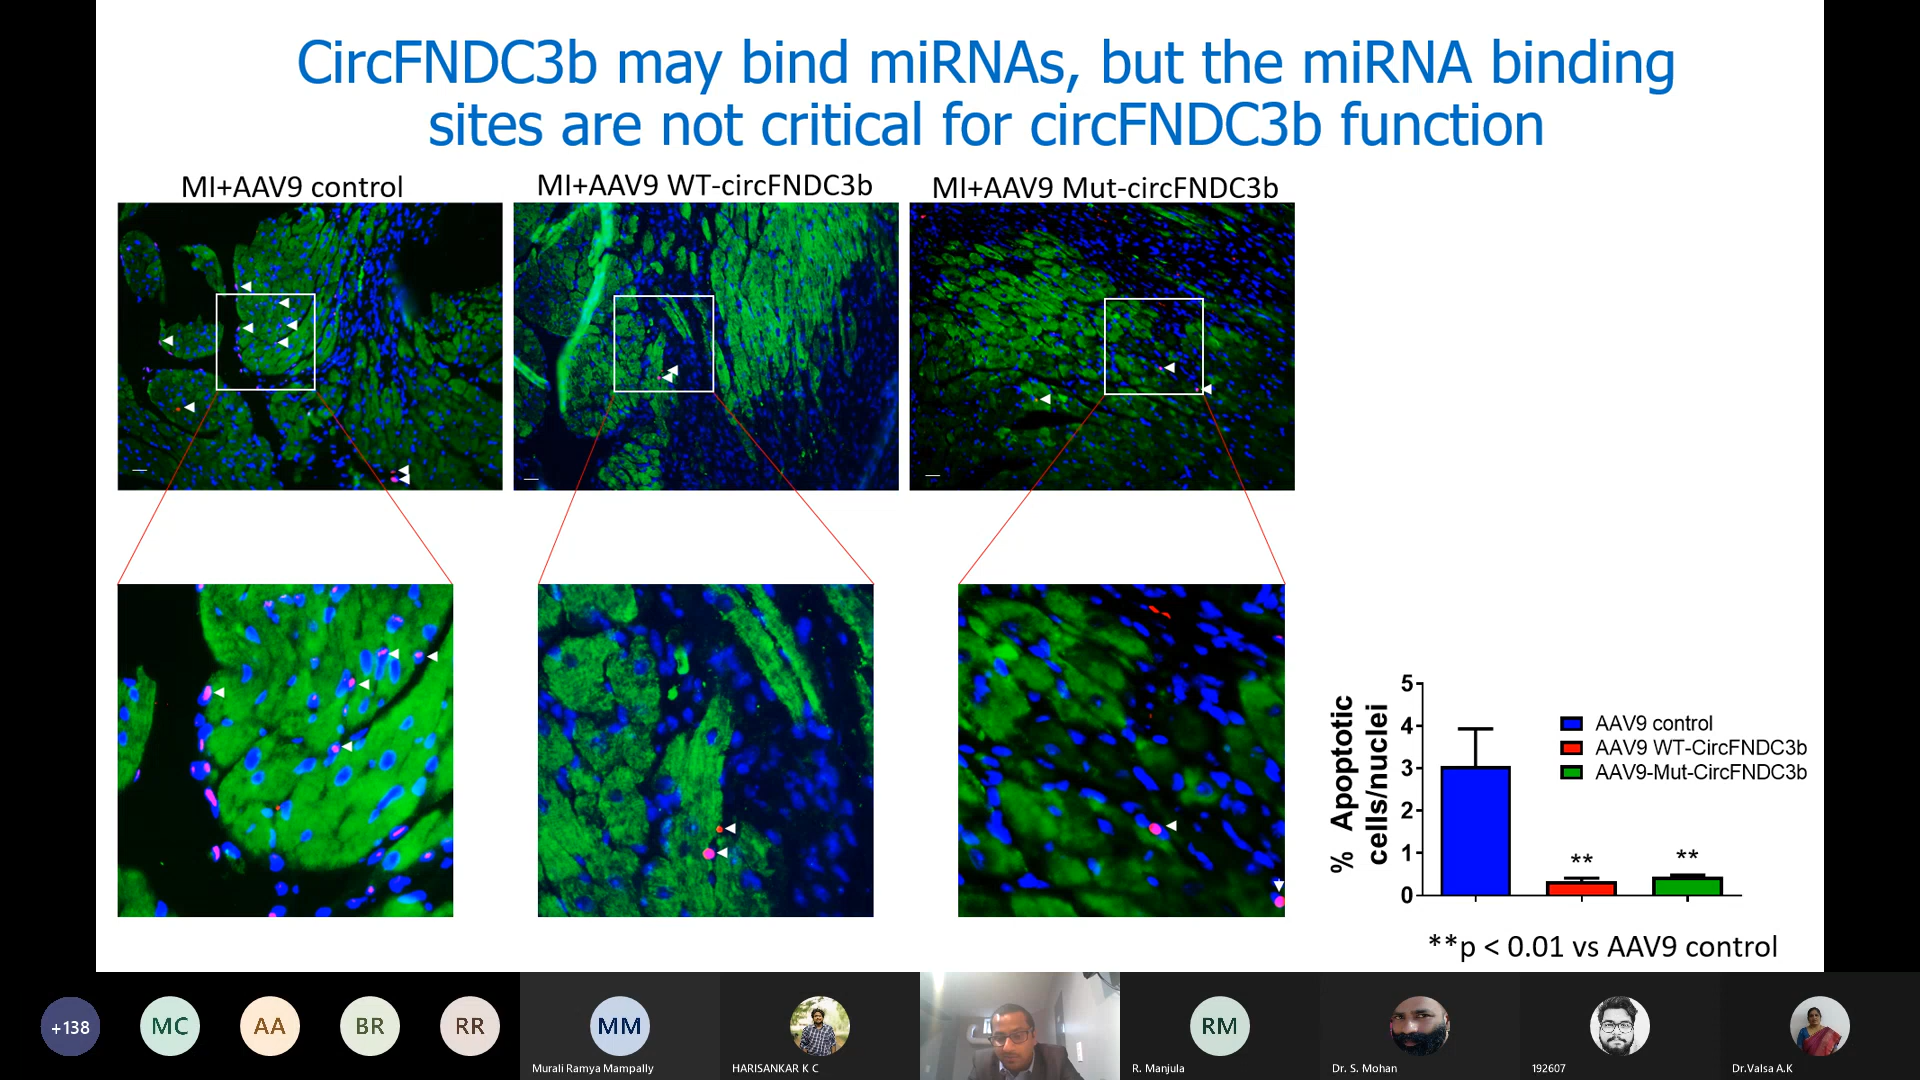 CircFNDC3b may bind miRNAs, but the miRNA binding
sites are not critical for circFNDC3b function
MI+AAV9 control
MI+AAV9 WT-circFNDC3b
MI+AAV9 Mut-circFNDC3b
% Apoptotic
cells/nuclei
5
4
3
2
1
0
AAV9 control
AAV9 WT-CircFNDC3b
AAV9-Mut-CircFNDC3b
**
**
**p < 0.01 vs AAV9 control
+138
MC
AA
BR
RR
MM
RM
Murali Ramya Mampally
HARISANKAR K C
R. Manjula
Dr. S. Mohan
192607
Dr.Valsa A.K